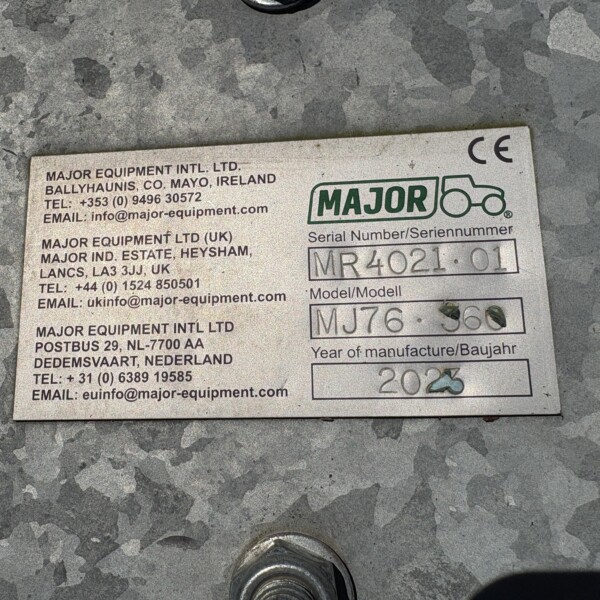 MAJOR EQUIPMENT INTL. LTD.
BALLYHAUNIS, CO. MAYO, IRELAND
TEL: +353 (0) 9496 30572
EMAIL: info@major-equipment.com
MAJOR EQUIPMENT LTD (UK)
MAJOR IND. ESTATE, HEYSHAM,
LANCS, LA3 3JJ, UK
TEL: +44 (0) 1524 850501
EMAIL: ukinfo@major-equipment.com
MAJOR EQUIPMENT INTL LTD
POSTBUS 29, NL-7700 AA
DEDEMSVAART, NEDERLAND
TEL: + 31 (0) 6389 19585
EMAIL: euinfo@major-equipment.com
CE
MAJOR ®
Serial Number/Seriennummer
MR4021·01
Model/Modell
MJ76·360
Year of manufacture/Baujahr
2023